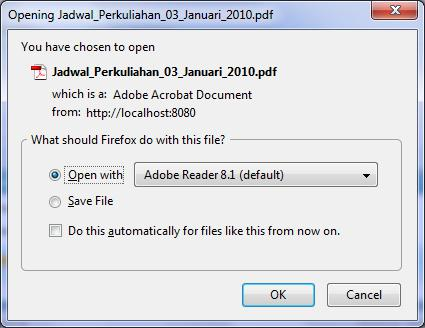 Opening Jadwal_Perkuliahan_03_Januari_2010.pdf
You have chosen to open
Jadwal_Perkuliahan_03_Januari_2010.pdf
which is a: Adobe Acrobat Document
from: http://localhost:8080
What should Firefox do with this file?
Open with Adobe Reader 8.1 (default)
Save File
Do this automatically for files like this from now on.
OK Cancel